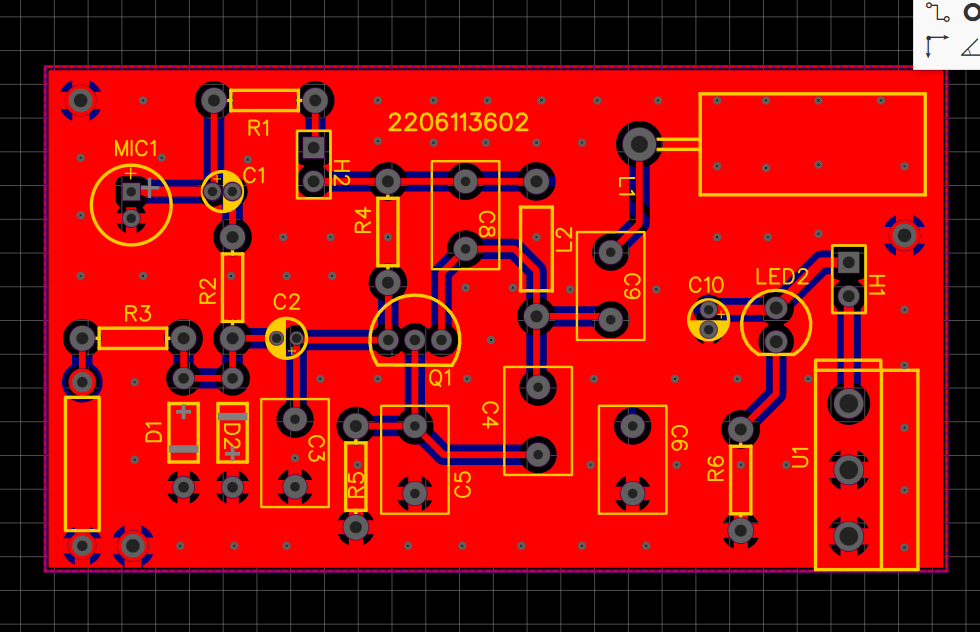 R1
2206113602
MIC1
+
C1
+
H2
L1
R4
C8
L2
R2
C9
C10
+
LED2
H1
R3
C2
+
Q1
D1
+
D2
+
C3
R5
C5
C4
C6
R6
U1